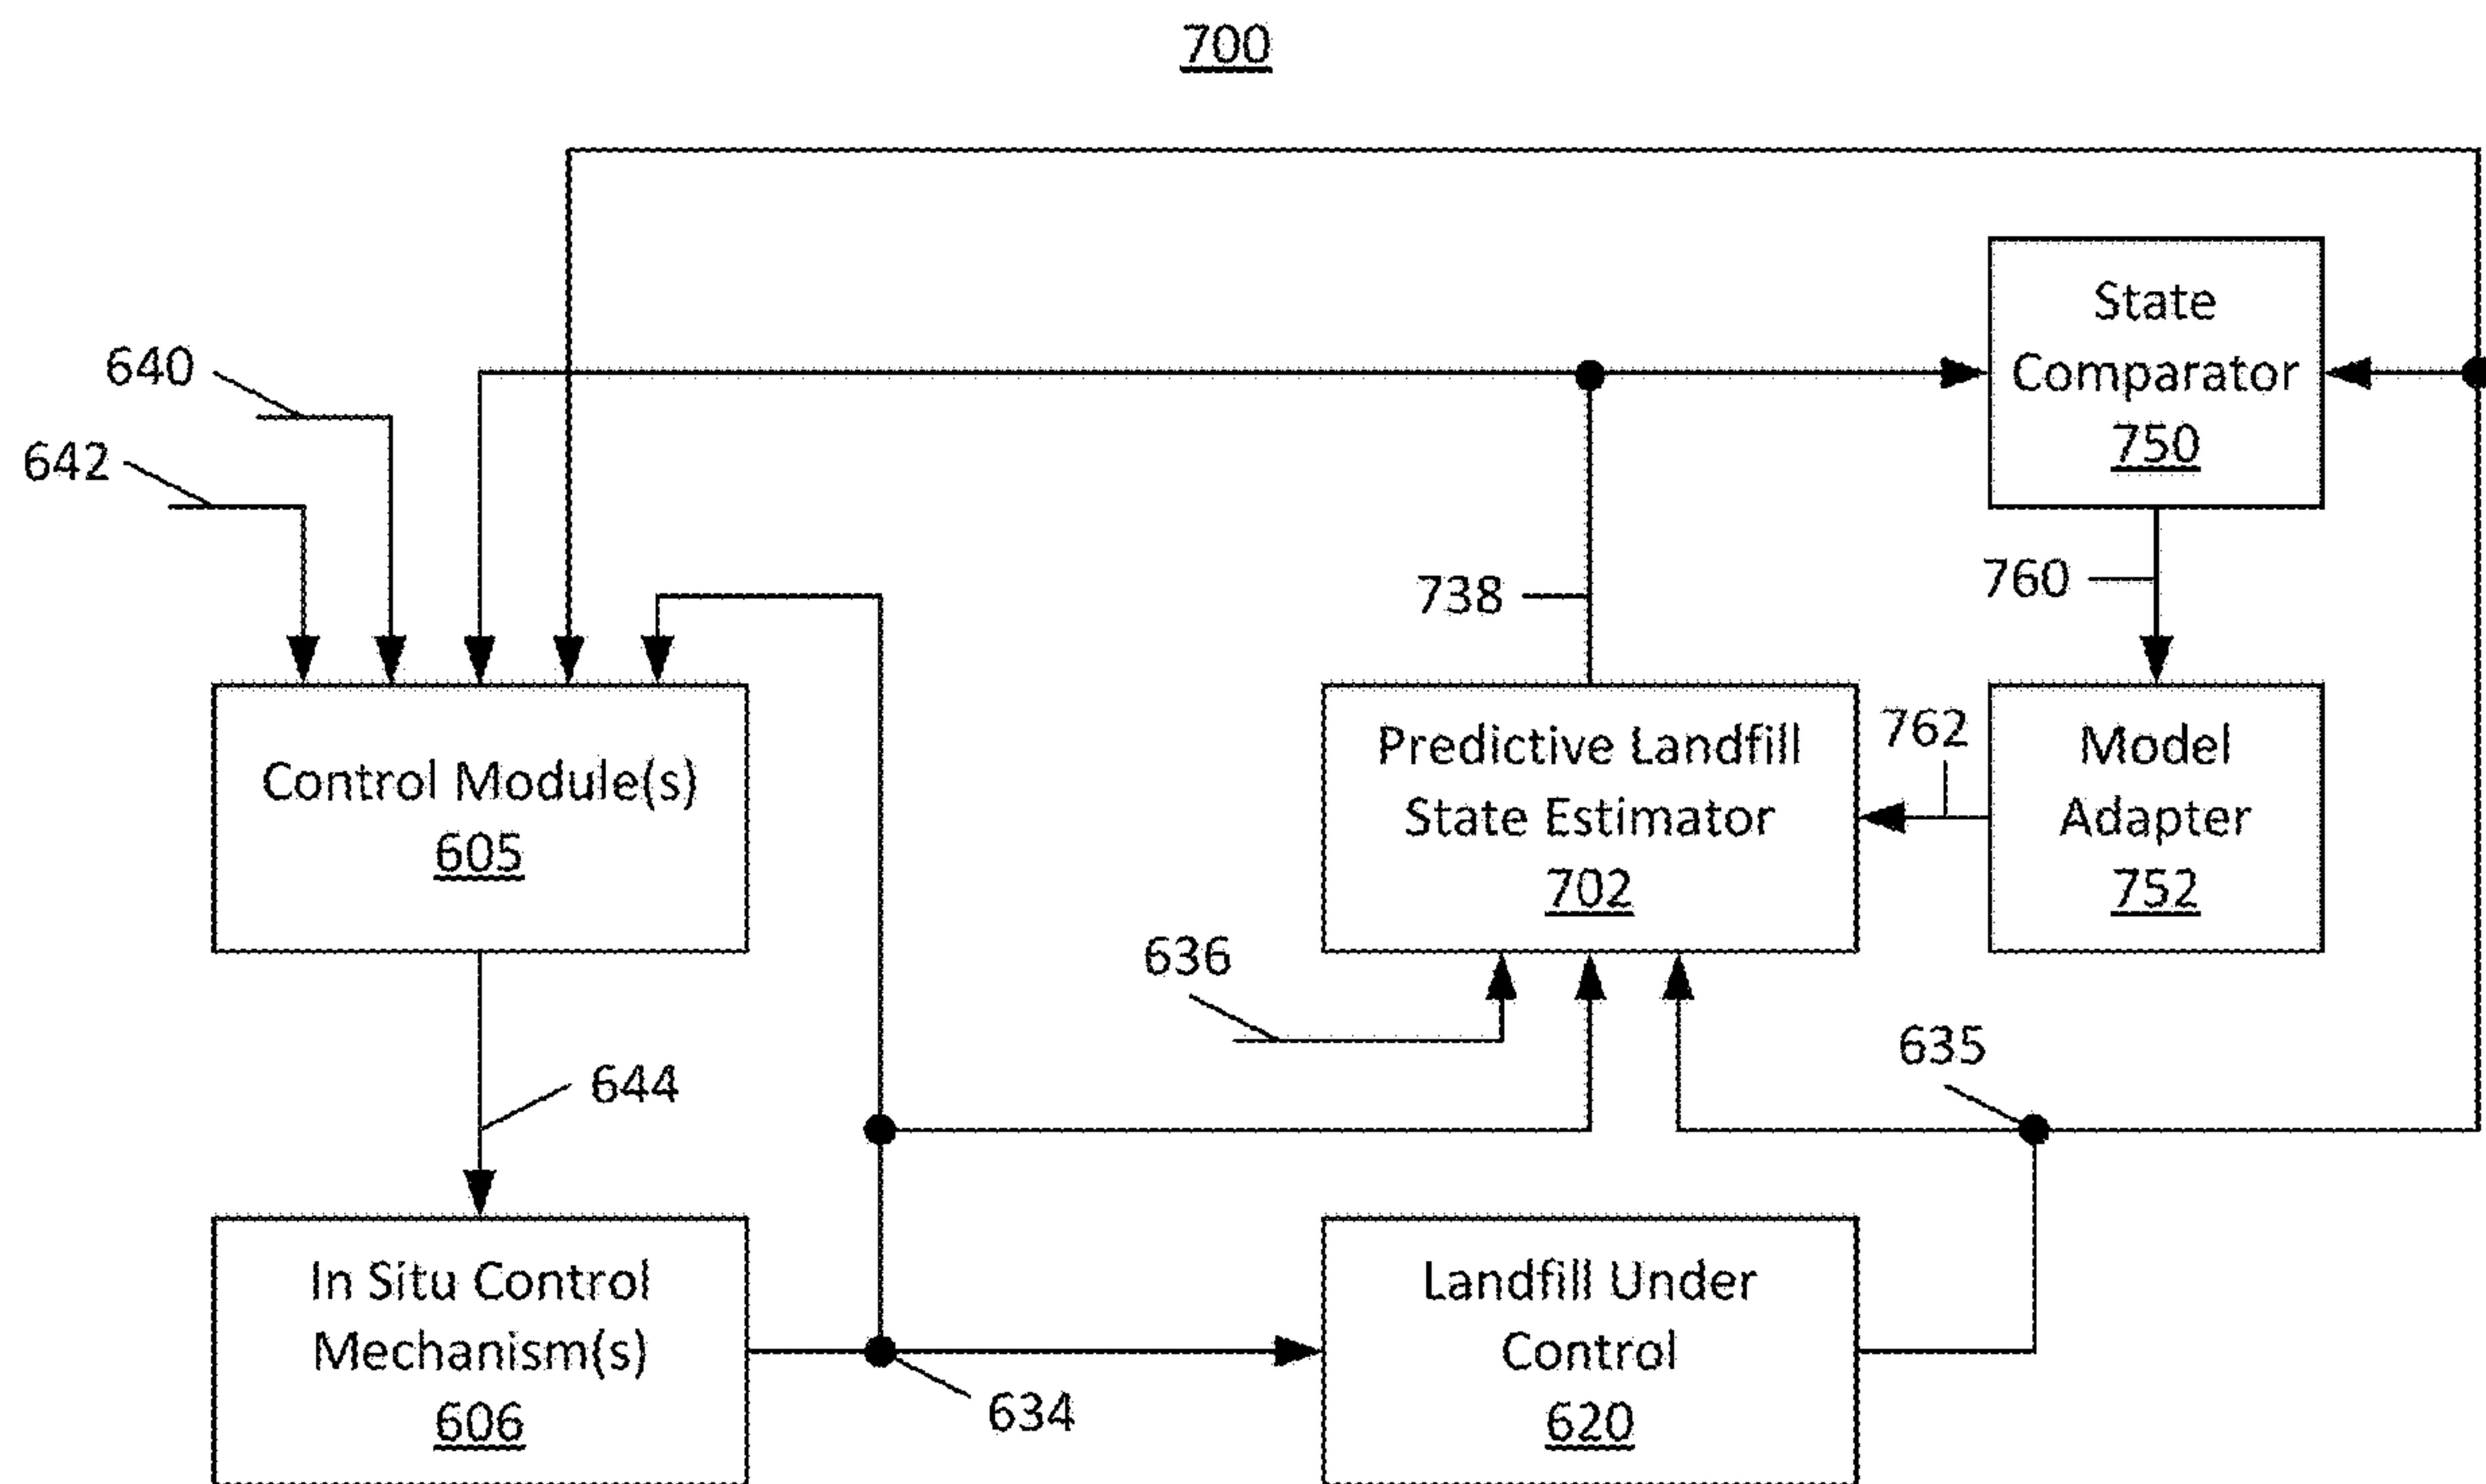 700
State
Comparator
750
640
642
738
760
Control Module(s)
605
Predictive Landfill
State Estimator
702
762
Model
Adapter
752
636
635
644
In Situ Control
Mechanism(s)
606
634
Landfill Under
Control
620